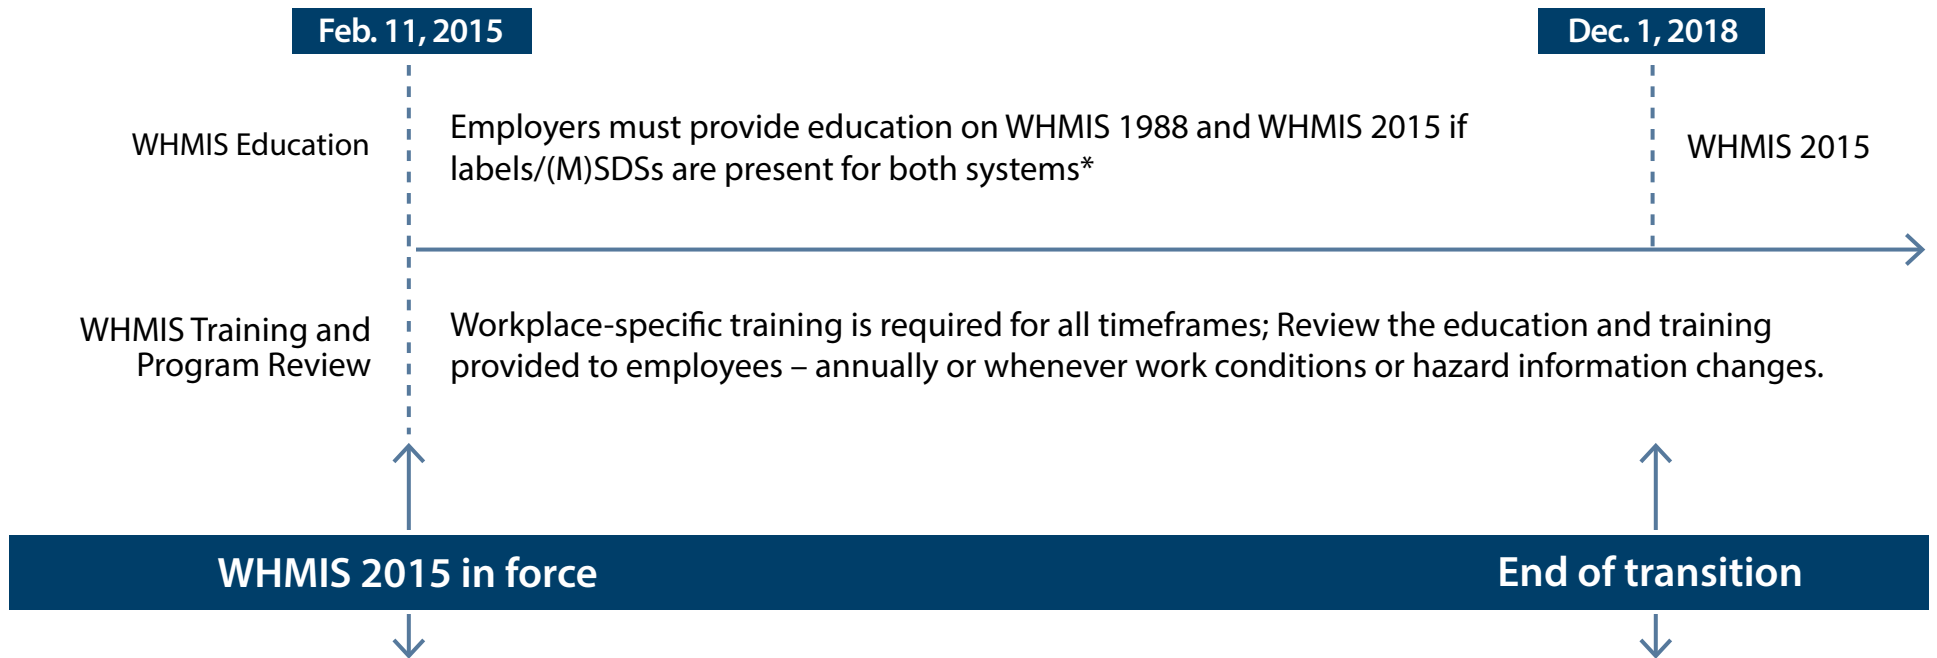 Feb. 11, 2015
Dec. 1, 2018
WHMIS Education
Employers must provide education on WHMIS 1988 and WHMIS 2015 if
labels/(M)SDSs are present for both systems*
WHMIS 2015
WHMIS Training and
Program Review
Workplace-specific training is required for all timeframes; Review the education and training
provided to employees – annually or whenever work conditions or hazard information changes.
WHMIS 2015 in force
End of transition